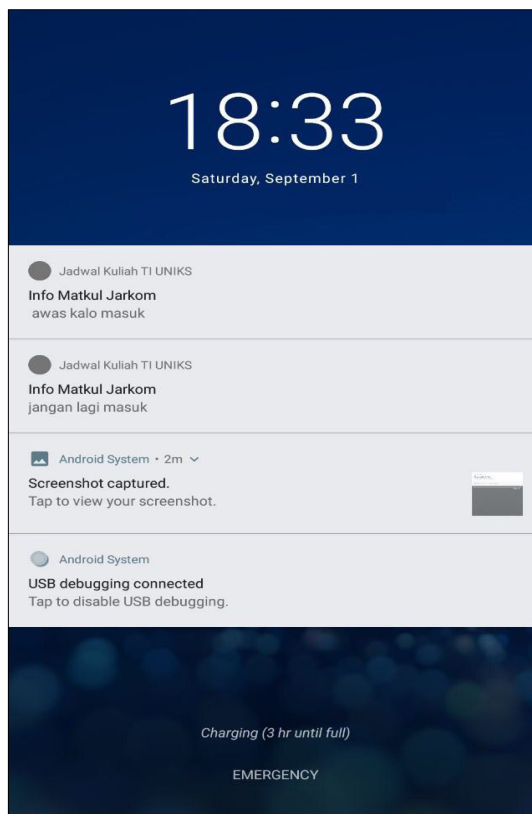 18:33
Saturday, September 1
Jadwal Kuliah TI UNIKS
Info Matkul Jarkom
awas kalo masuk
Jadwal Kuliah TI UNIKS
Info Matkul Jarkom
jangan lagi masuk
Android System • 2m
Screenshot captured.
Tap to view your screenshot.
Android System
USB debugging connected
Tap to disable USB debugging.
Charging (3 hr until full)
EMERGENCY